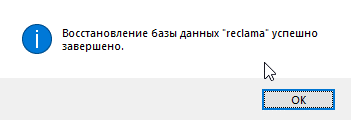 Восстановление базы данных "reclama" успешно
завершено.
OK